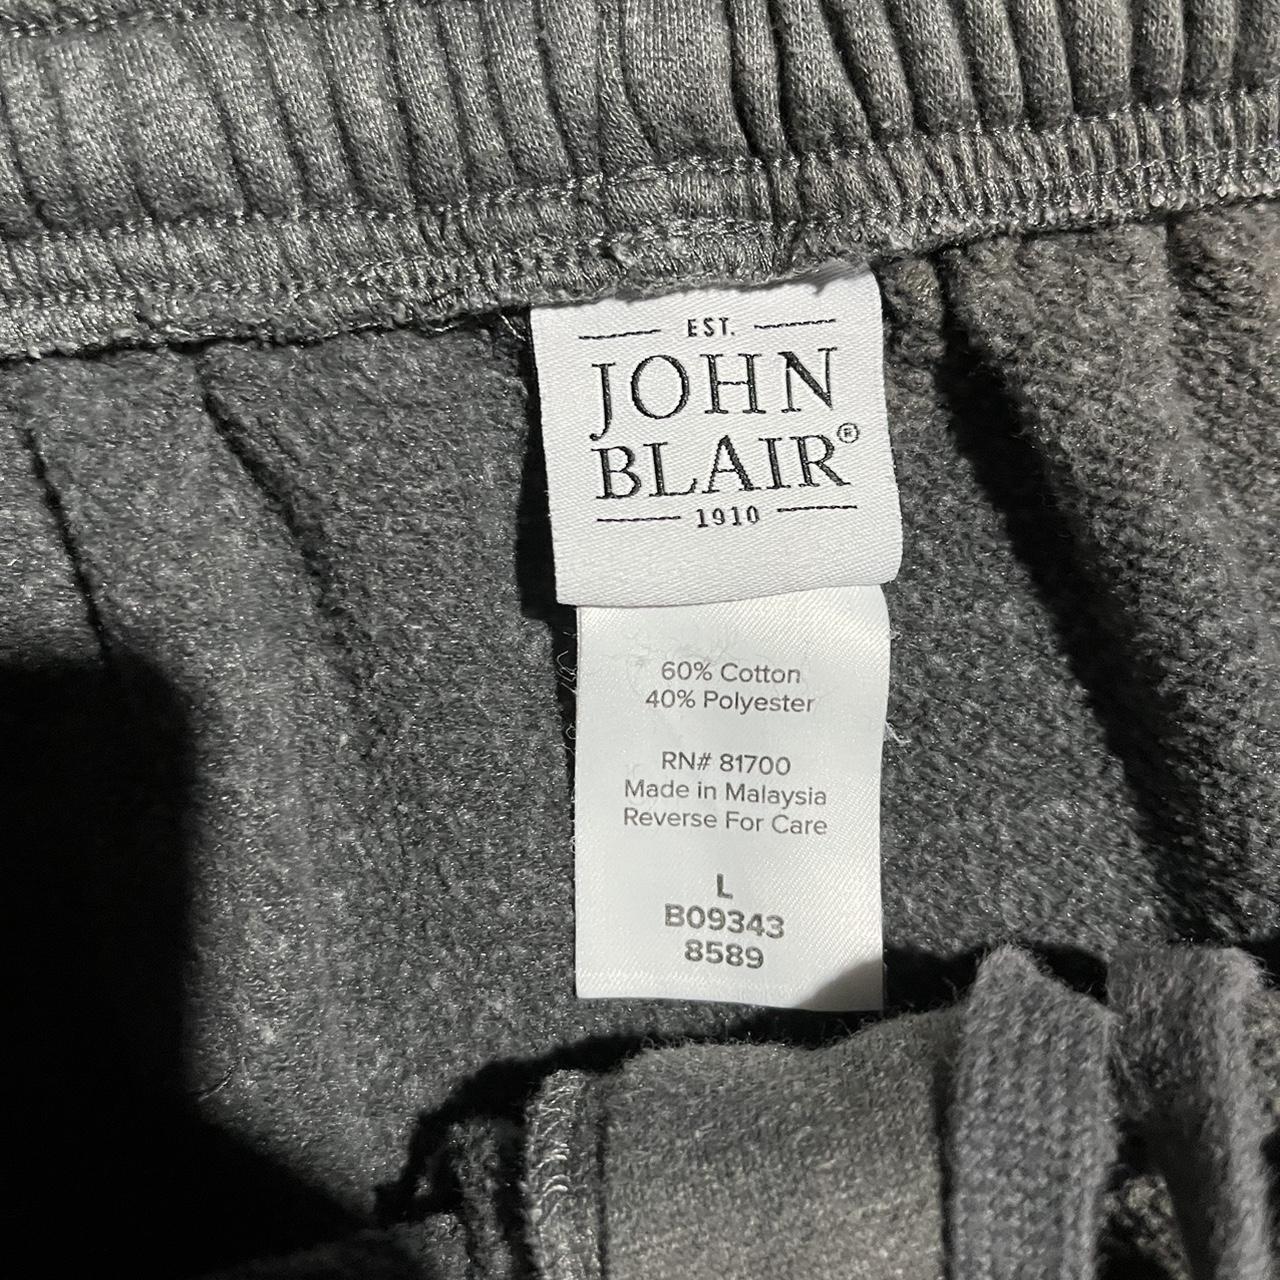 EST.
JOHN
BLAIR®
1910
60% Cotton
40% Polyester
RN# 81700
Made in Malaysia
Reverse For Care
L
B09343
8589